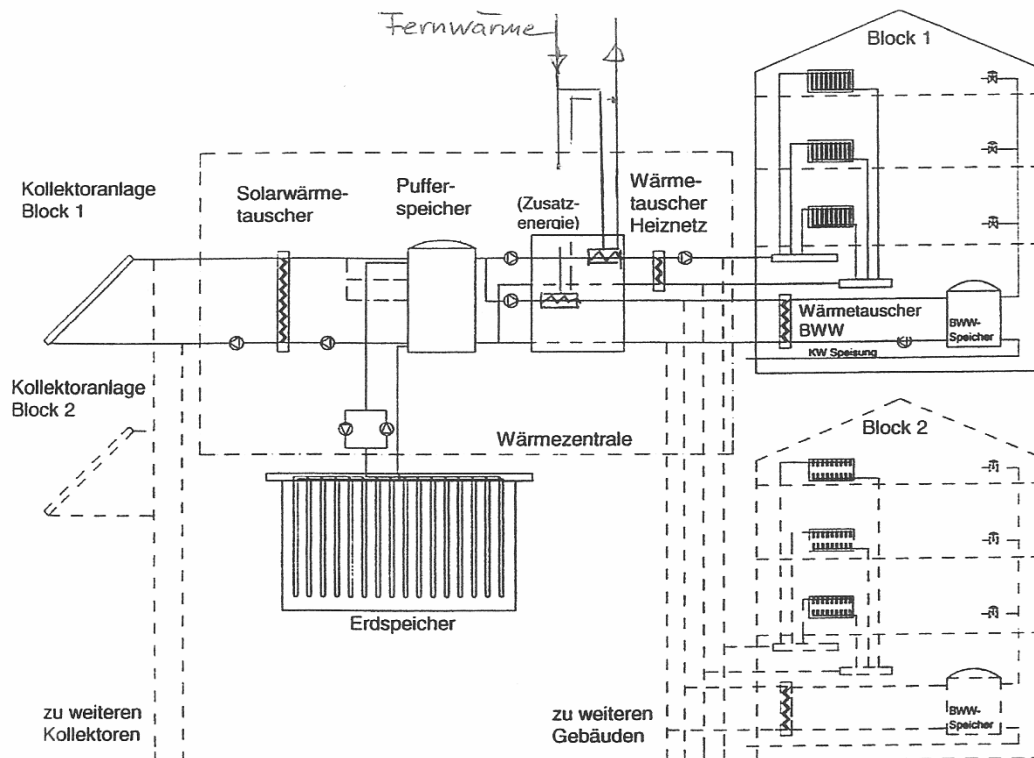 Fernwärme
Block 1
Kollektoranlage
Block 1
Solarwärme-
tauscher
Puffer-
speicher
(Zusatz-
energie)
Wärme-
tauscher
Heiznetz
Wärmetauscher
BWW
BWW-
Speicher
KW Speisung
Kollektoranlage
Block 2
Wärmezentrale
Block 2
Erdspeicher
zu weiteren
Kollektoren
zu weiteren
Gebäuden
BWW-
Speicher